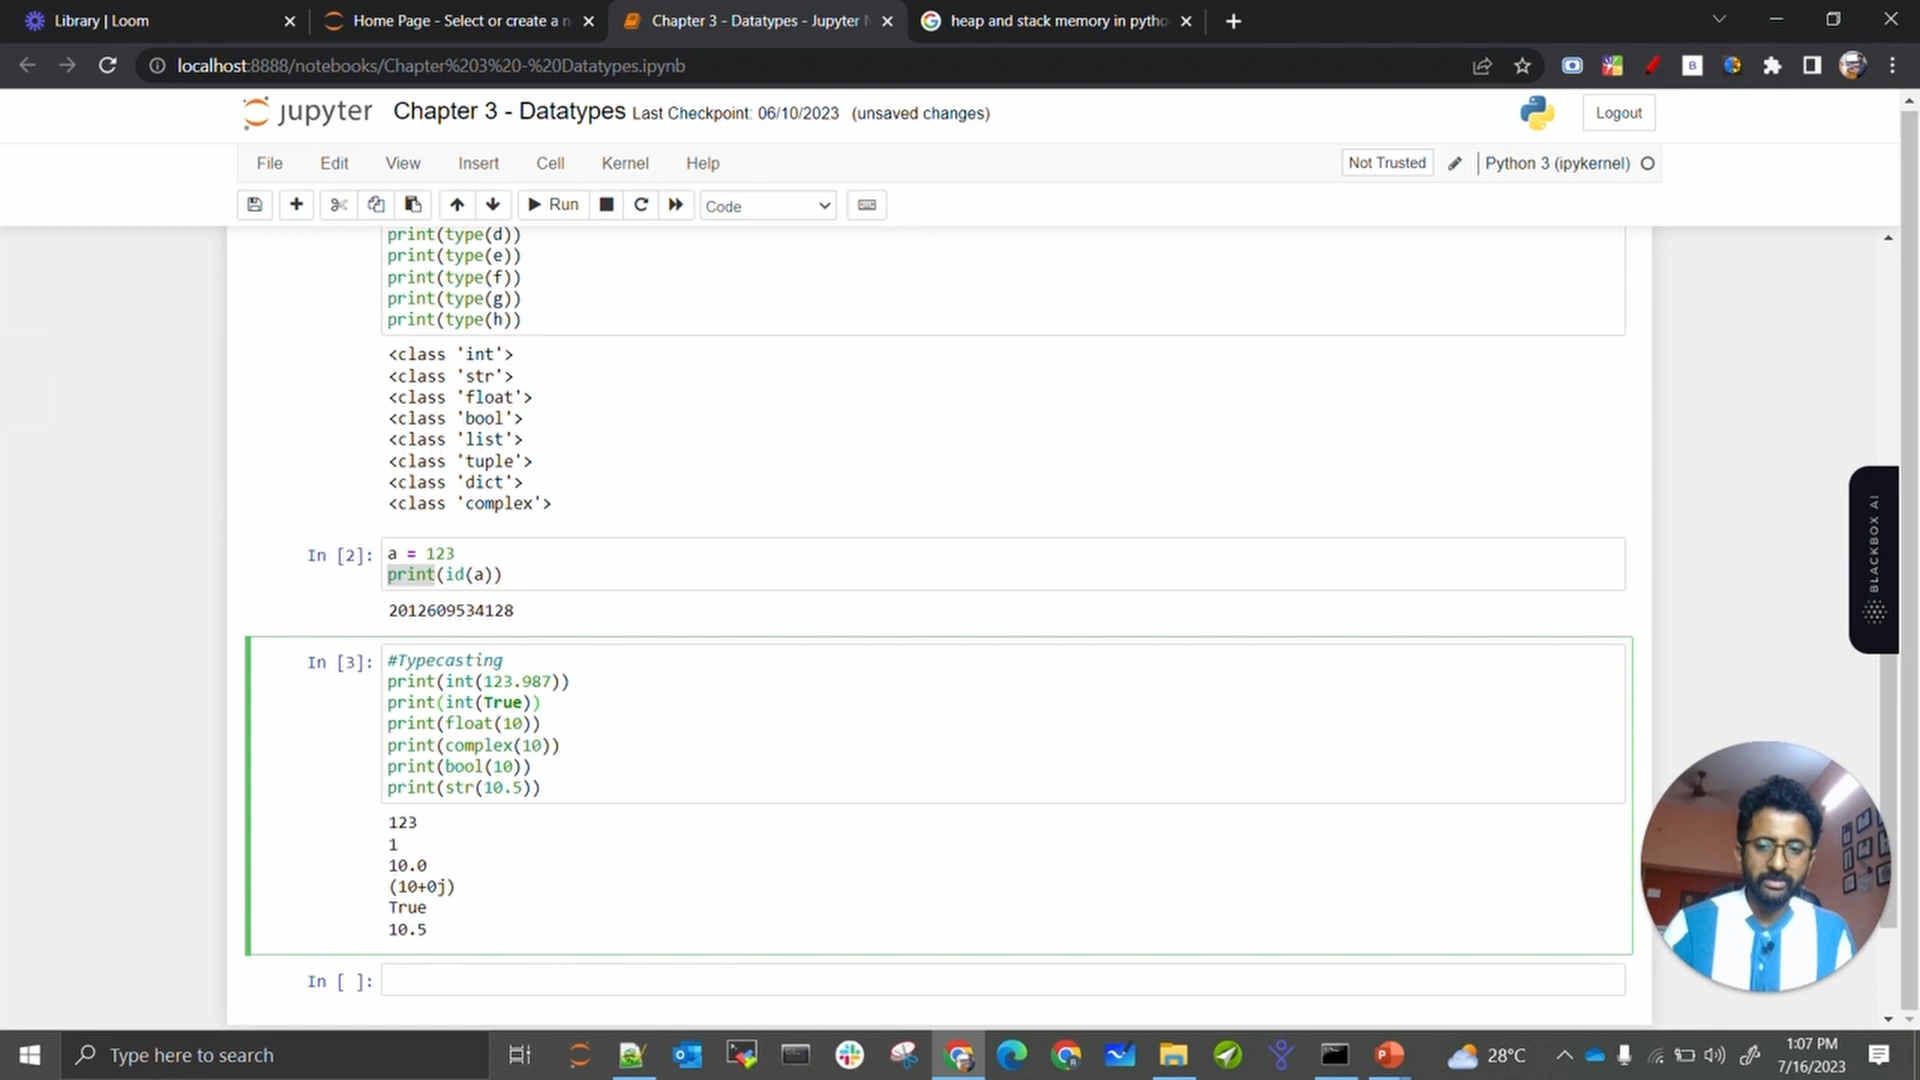 Library | Loom
Home Page - Select or create a n
Chapter 3 - Datatypes - Jupyter N
heap and stack memory in pytho
localhost:8888/notebooks/Chapter%203%20-%20Datatypes.ipynb
jupyter Chapter 3 - Datatypes Last Checkpoint: 06/10/2023 (unsaved changes)
Logout
File Edit View Insert Cell Kernel Help
Not Trusted
Python 3 (ipykernel)
Run
Code
print(type(d))
print(type(e))
print(type(f))
print(type(g))
print(type(h))
<class 'int'>
<class 'str'>
<class 'float'>
<class 'bool'>
<class 'list'>
<class 'tuple'>
<class 'dict'>
<class 'complex'>
In [2]: a = 123
print(id(a))
2012609534128
In [3]: #Typecasting
print(int(123.987))
print(int(True))
print(float(10))
print(complex(10))
print(bool(10))
print(str(10.5))
123
1
10.0
(10+0j)
True
10.5
In [ ]:
BLACKBOX AI
Type here to search
28°C
1:07 PM
7/16/2023